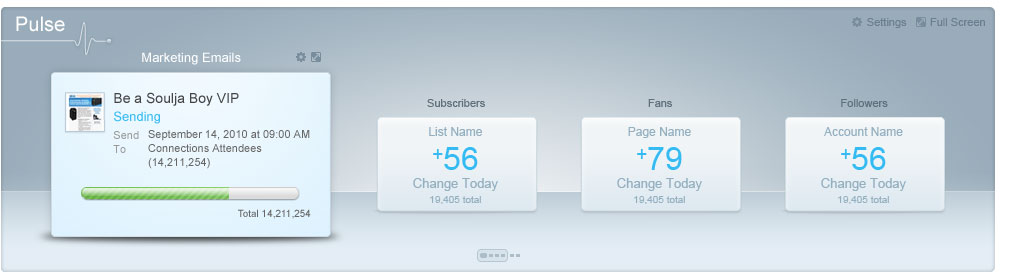 Pulse
Settings
Full Screen
Marketing Emails
Be a Soulja Boy VIP
Sending
Send September 14, 2010 at 09:00 AM
To Connections Attendees
(14,211,254)
Total 14,211,254
Subscribers
List Name
+56
Change Today
19,405 total
Fans
Page Name
+79
Change Today
19,405 total
Followers
Account Name
+56
Change Today
19,405 total